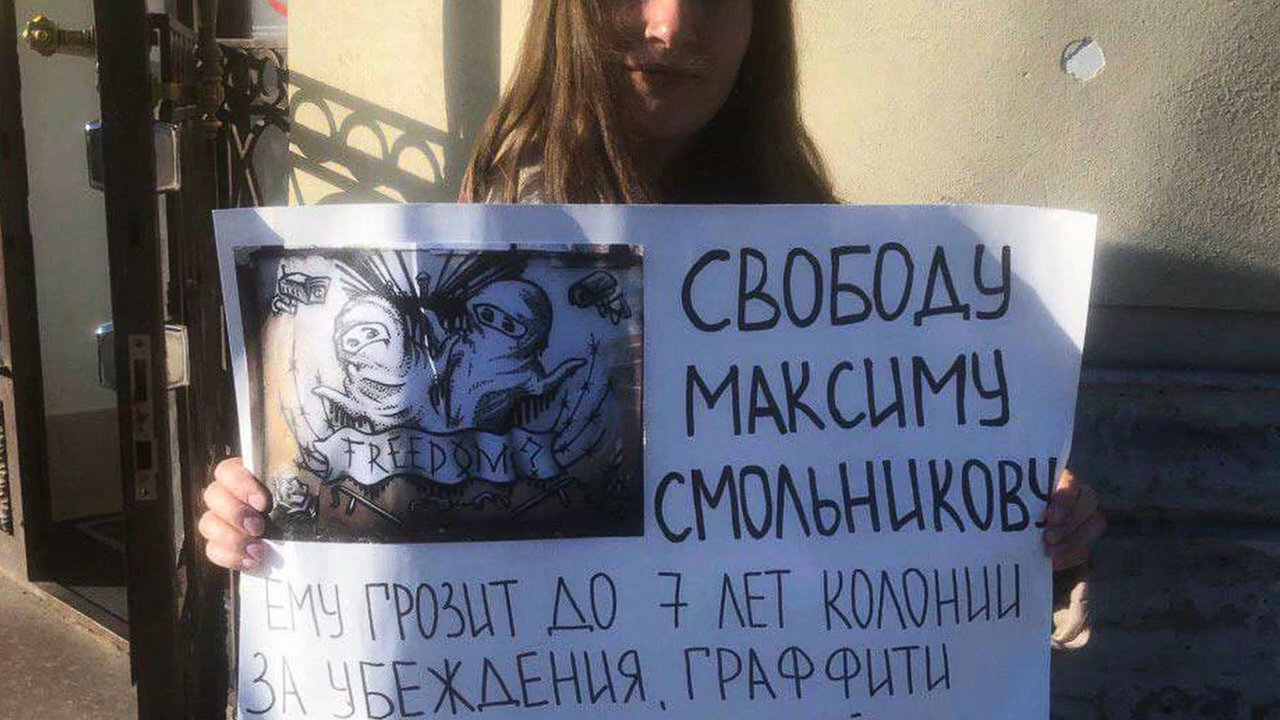 FREEDOM?
СВОБОДУ
МАКСИМУ
СМОЛЬНИКОВУ
ЕМУ ГРОЗИТ ДО 7 ЛЕТ КОЛОНИИ
ЗА УБЕЖДЕНИЯ, ГРАФФИТИ